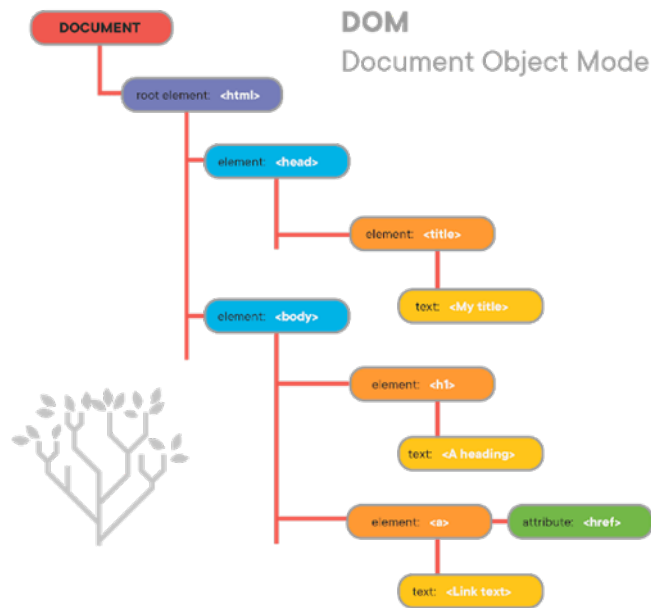 DOCUMENT
DOM
Document Object Mode
root element: <html>
element: <head>
element: <title>
text: <My title>
element: <body>
element: <h1>
text: <A heading>
element: <a>
attribute: <href>
text: <Link text>